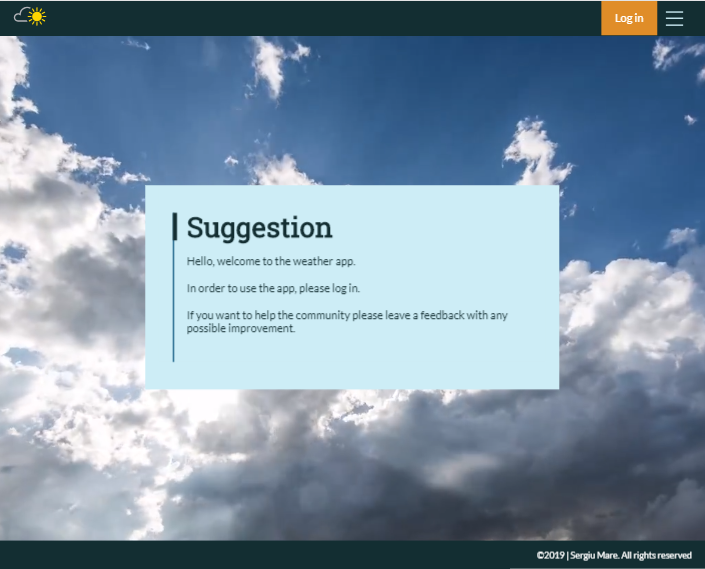 Log in
Suggestion
Hello, welcome to the weather app.
In order to use the app, please log in.
If you want to help the community please leave a feedback with any
possible improvement.
©2019 | Sergiu Mare. All rights reserved